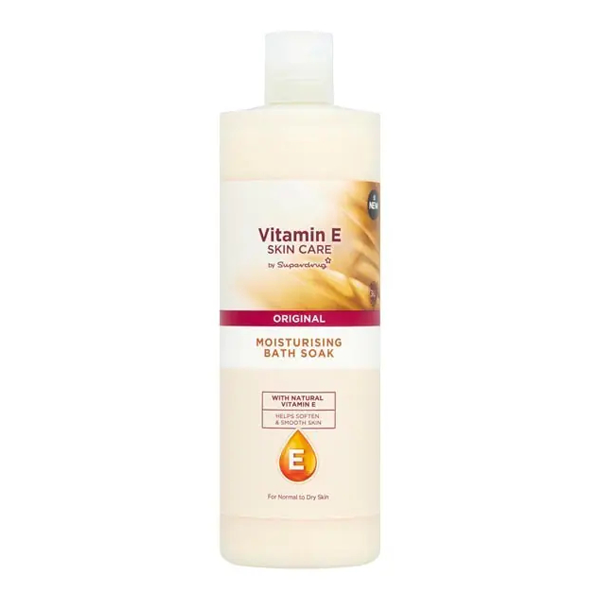 NEW
Vitamin E
SKIN CARE
by Superdrug
ORIGINAL
MOISTURISING
BATH SOAK
WITH NATURAL
VITAMIN E
HELPS SOFTEN
& SMOOTH SKIN
E
For Normal to Dry Skin